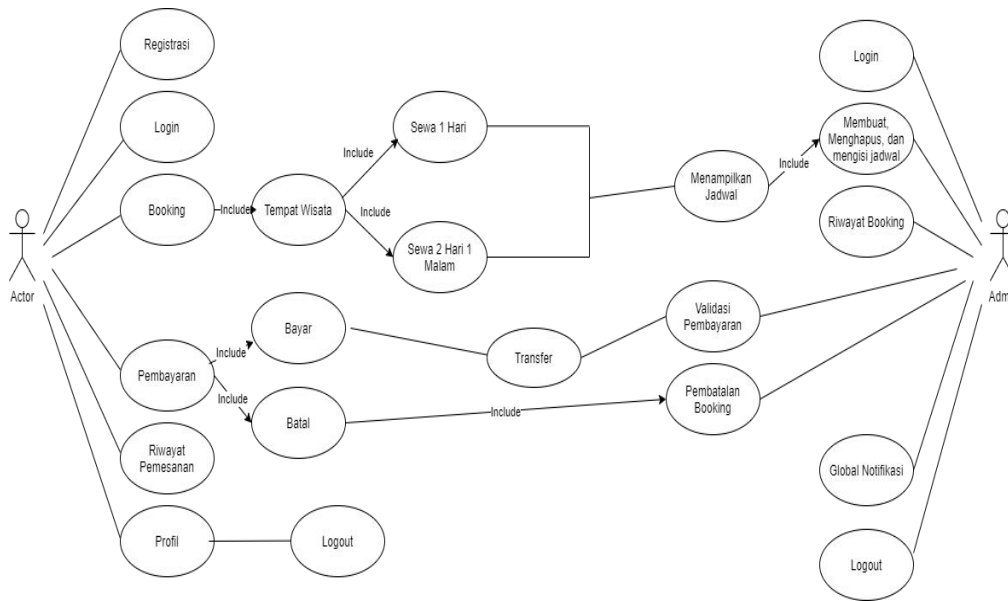 Registrasi
Login
Login
Sewa 1 Hari
Membuat,
Menghapus, dan
mengisi jadwal
Include
Include
Menampilkan
Jadwal
Booking
Include
Tempat Wisata
Include
Riwayat Booking
Sewa 2 Hari 1
Malam
Actor
Adm
Validasi
Pembayaran
Bayar
Transfer
Include
Pembayaran
Include
Pembatalan
Booking
Batal
Include
Riwayat
Pemesanan
Global Notifikasi
Profil
Logout
Logout